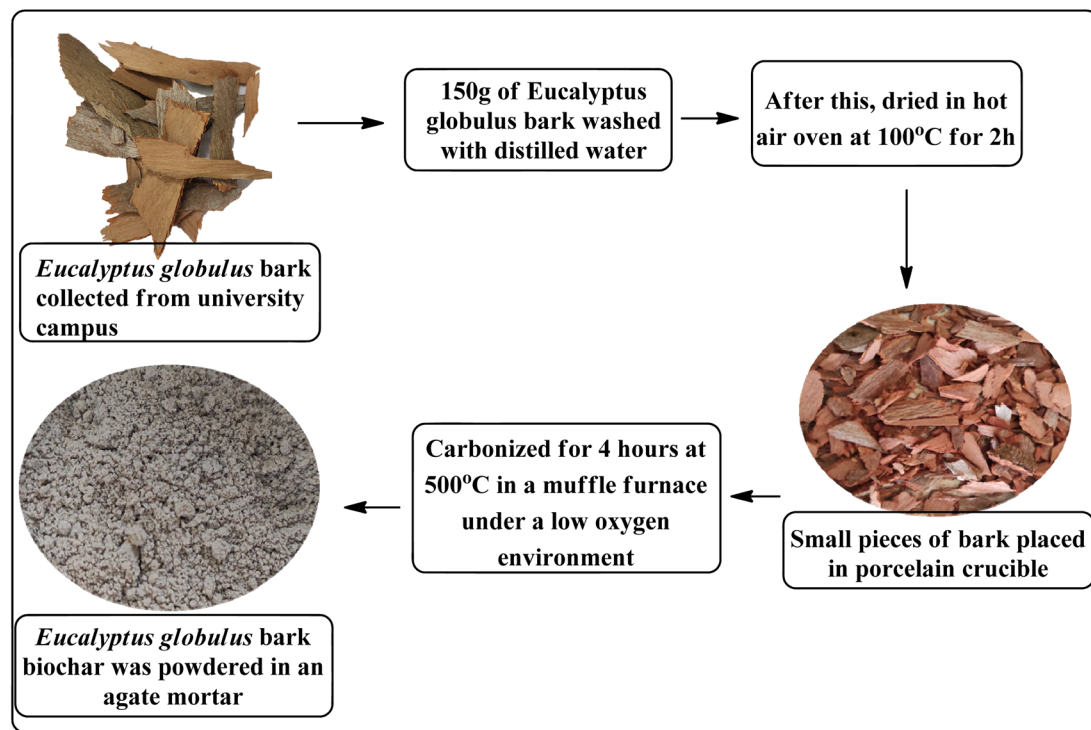 Eucalyptus globulus bark
collected from university
campus
150g of Eucalyptus
globulus bark washed
with distilled water
After this, dried in hot
air oven at 100°C for 2h
Small pieces of bark placed
in porcelain crucible
Carbonized for 4 hours at
500°C in a muffle furnace
under a low oxygen
environment
Eucalyptus globulus bark
biochar was powdered in an
agate mortar